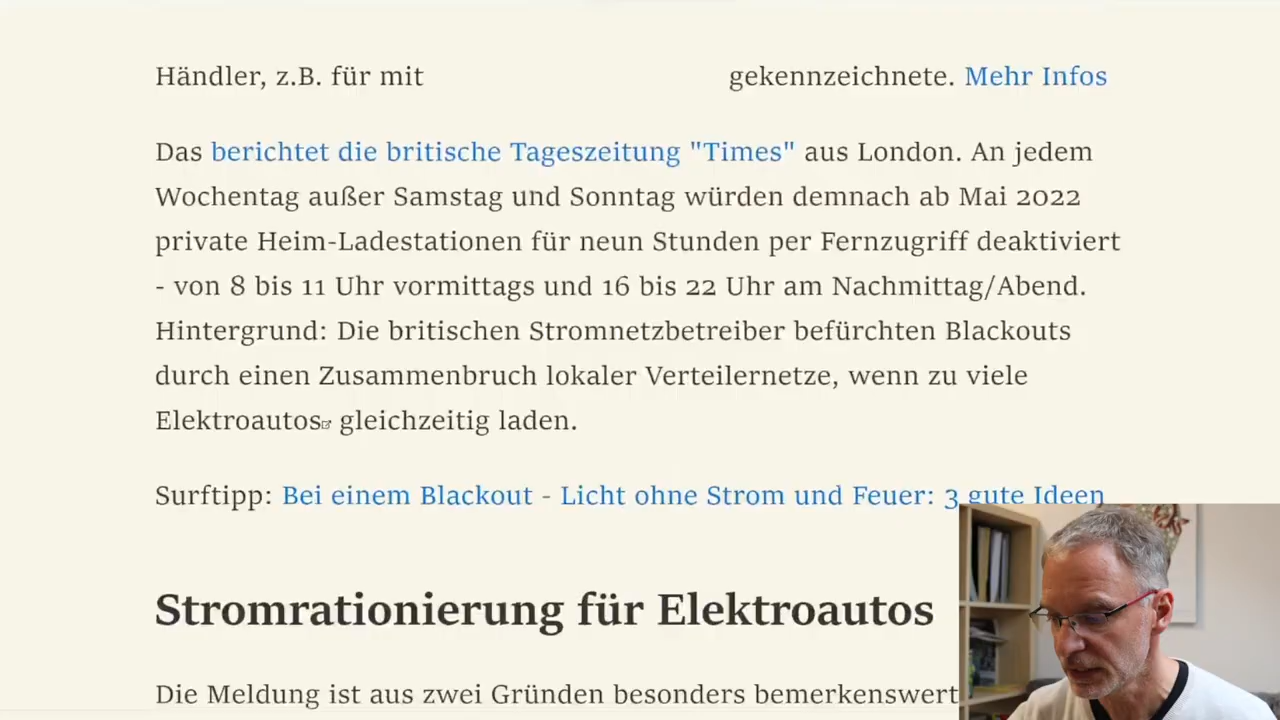 Händler, z.B. für mit gekennzeichnete. Mehr Infos
Das berichtet die britische Tageszeitung "Times" aus London. An jedem
Wochentag außer Samstag und Sonntag würden demnach ab Mai 2022
private Heim-Ladestationen für neun Stunden per Fernzugriff deaktiviert
- von 8 bis 11 Uhr vormittags und 16 bis 22 Uhr am Nachmittag/Abend.
Hintergrund: Die britischen Stromnetzbetreiber befürchten Blackouts
durch einen Zusammenbruch lokaler Verteilernetze, wenn zu viele
Elektroautos gleichzeitig laden.
Surftipp: Bei einem Blackout - Licht ohne Strom und Feuer: 3 gute Ideen
Stromrationierung für Elektroautos
Die Meldung ist aus zwei Gründen besonders bemerkenswert